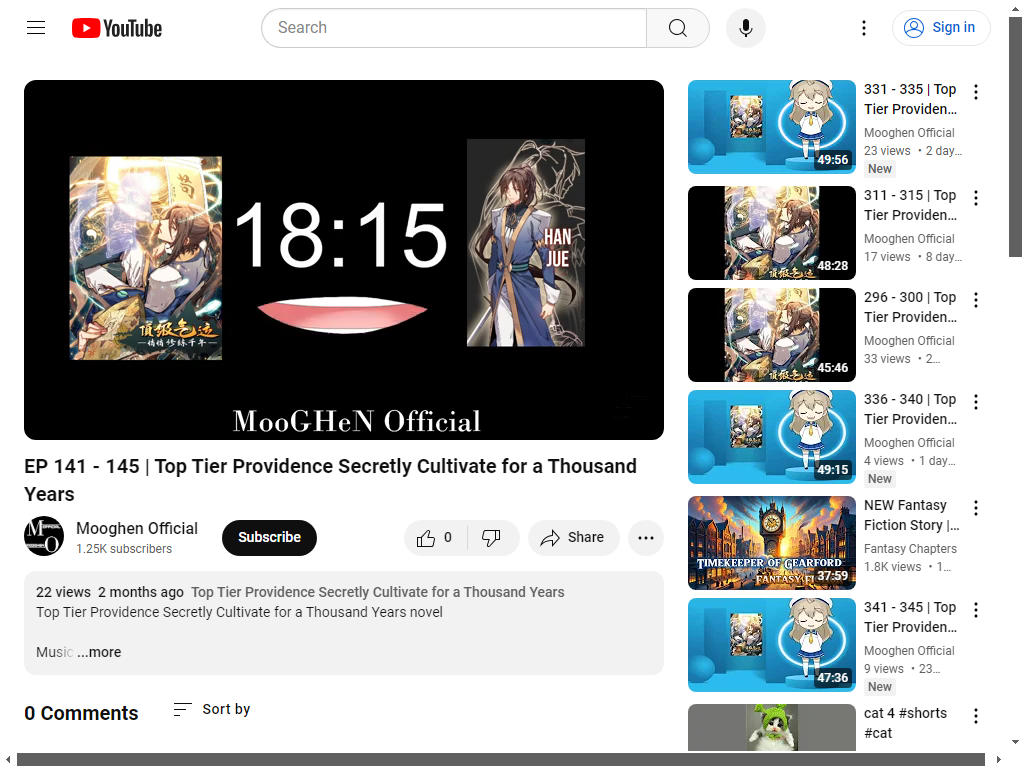 YouTube
Search
Sign in
18:15
HAN
JUE
頂級气运
悄悄修练千年
MooGHeN Official
EP 141 - 145 | Top Tier Providence Secretly Cultivate for a Thousand
Years
Mooghen Official
1.25K subscribers
Subscribe
0
Share
22 views 2 months ago Top Tier Providence Secretly Cultivate for a Thousand Years
Top Tier Providence Secretly Cultivate for a Thousand Years novel
Music ...more
0 Comments
Sort by
49:56
331 - 335 | Top
Tier Providen...
Mooghen Official
23 views • 2 day...
New
48:28
311 - 315 | Top
Tier Providen...
Mooghen Official
17 views • 8 day...
45:46
296 - 300 | Top
Tier Providen...
Mooghen Official
33 views • 2...
49:15
336 - 340 | Top
Tier Providen...
Mooghen Official
4 views • 1 day...
New
TIMEKEEPER OF GEARFORD
37:59
NEW Fantasy
Fiction Story |...
Fantasy Chapters
1.8K views • 1...
47:36
341 - 345 | Top
Tier Providen...
Mooghen Official
9 views • 23...
New
cat 4 #shorts
#cat